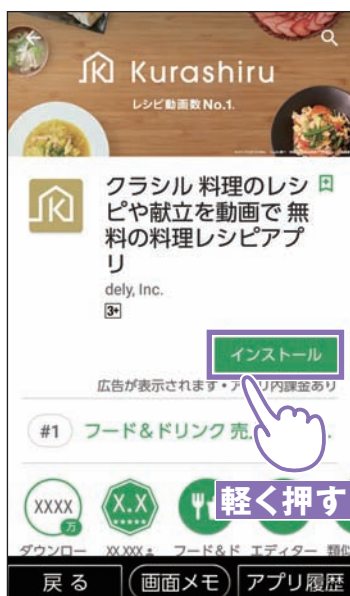 Kurashiru
レシピ動画数No.1.
クラシル 料理のレシ
ピや献立を動画で 無
料の料理レシピアプ
リ
dely, Inc.
3+
インストール
広告が表示されます・アプリ内課金あり
#1 フード&ドリンク 売
軽く押す
XXXX
万
X.X
ダウンロー XX,XXX フード&ド エディター 類似
戻る 画面メモ アプリ履歴